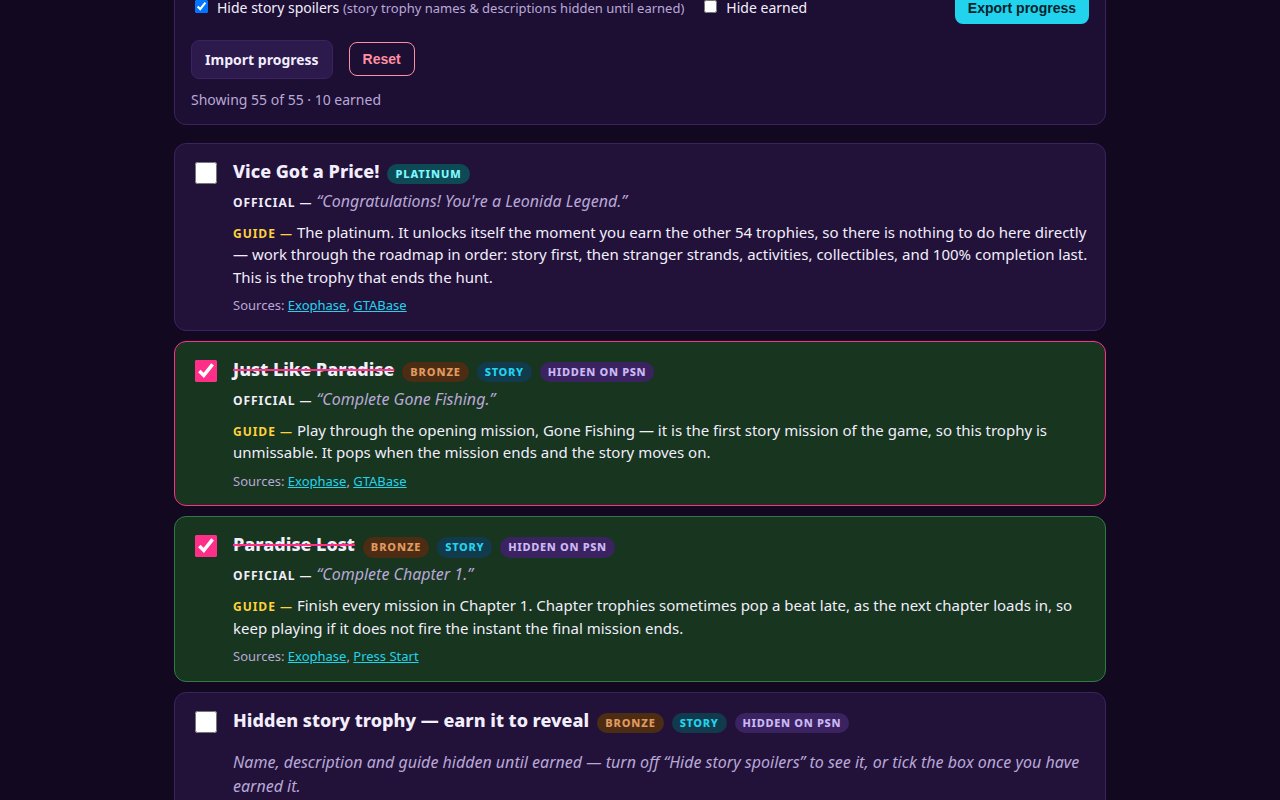 Hide story spoilers (story trophy names & descriptions hidden until earned) Hide earned Export progress
Import progress Reset
Showing 55 of 55 · 10 earned
Vice Got a Price! PLATINUM
OFFICIAL — “Congratulations! You're a Leonida Legend.”
GUIDE — The platinum. It unlocks itself the moment you earn the other 54 trophies, so there is nothing to do here directly
— work through the roadmap in order: story first, then stranger strands, activities, collectibles, and 100% completion last.
This is the trophy that ends the hunt.
Sources: Exophase, GTABase
Just Like Paradise BRONZE STORY HIDDEN ON PSN
OFFICIAL — “Complete Gone Fishing.”
GUIDE — Play through the opening mission, Gone Fishing — it is the first story mission of the game, so this trophy is
unmissable. It pops when the mission ends and the story moves on.
Sources: Exophase, GTABase
Paradise Lost BRONZE STORY HIDDEN ON PSN
OFFICIAL — “Complete Chapter 1.”
GUIDE — Finish every mission in Chapter 1. Chapter trophies sometimes pop a beat late, as the next chapter loads in, so
keep playing if it does not fire the instant the final mission ends.
Sources: Exophase, Press Start
Hidden story trophy — earn it to reveal BRONZE STORY HIDDEN ON PSN
Name, description and guide hidden until earned — turn off “Hide story spoilers” to see it, or tick the box once you have
earned it.